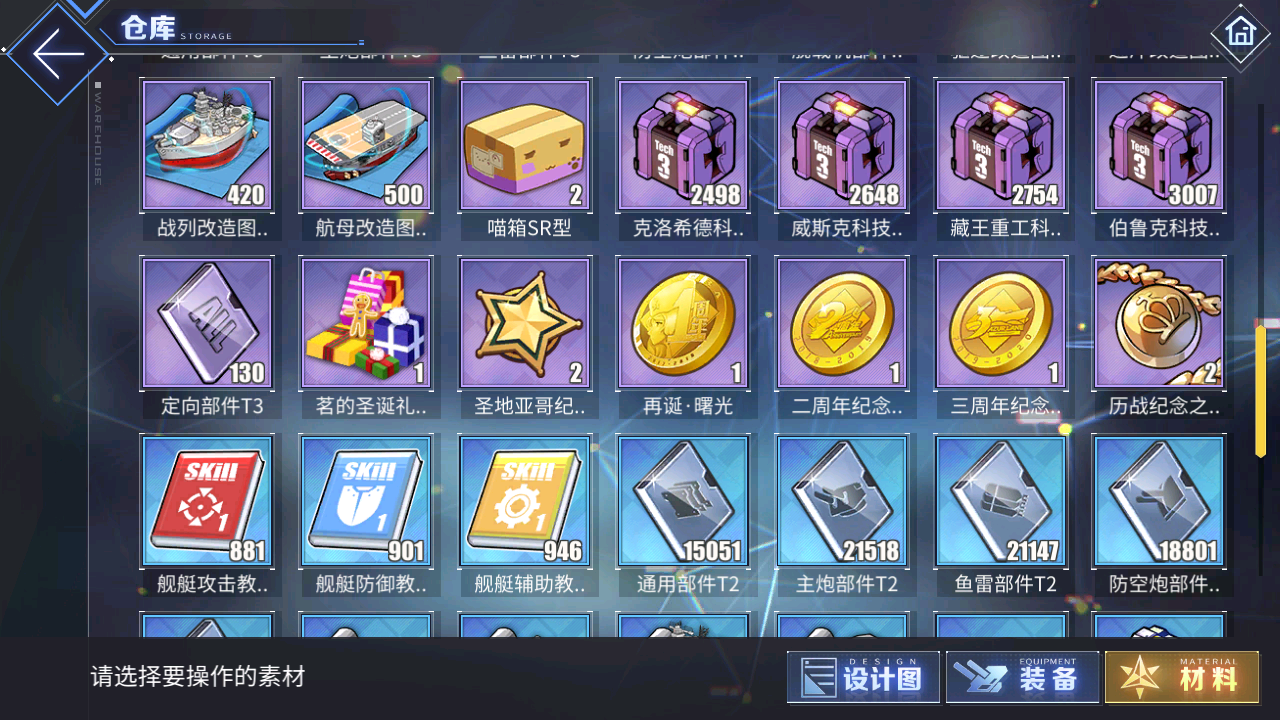 仓库 STORAGE
WAREHOUSE
420
500
2
Tech 3 2498
Tech 3 2648
Tech 3 2754
Tech 3 3007
战列改造图..
航母改造图..
喵箱SR型
克洛希德科..
威斯克科技..
藏王重工科..
伯鲁克科技..
ALL 130
1
2
1周年 1
2 1
1
2
定向部件T3
茗的圣诞礼..
圣地亚哥纪..
再诞·曙光
二周年纪念..
三周年纪念..
历战纪念之..
SKill 1 881
SKill 1 901
SKill 1 946
15051
21518
21147
18801
舰艇攻击教..
舰艇防御教..
舰艇辅助教..
通用部件T2
主炮部件T2
鱼雷部件T2
防空炮部件..
请选择要操作的素材
DESIGN
设计图
EQUIPMENT
装备
MATERIAL
材料